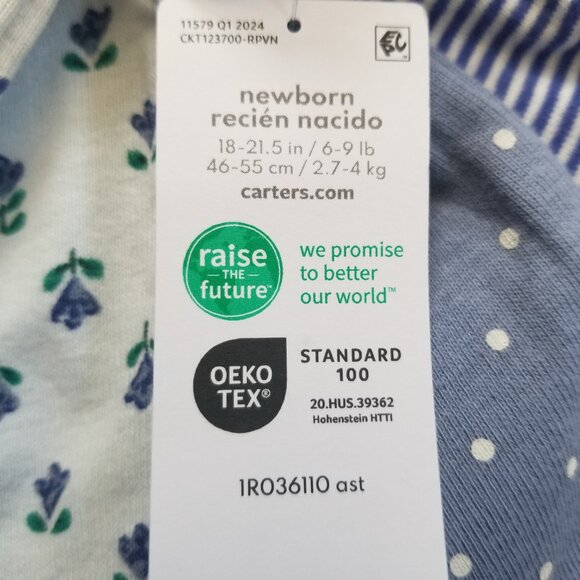 11579 Q1 2024
CKT123700-RPVN
newborn
recién nacido
18-21.5 in / 6-9 lb
46-55 cm / 2.7-4 kg
carters.com
raise
THE
future™
we promise
to better
our world™
OEKO
TEX®
STANDARD
100
20.HUS.39362
Hohenstein HTTI
1R036110 ast